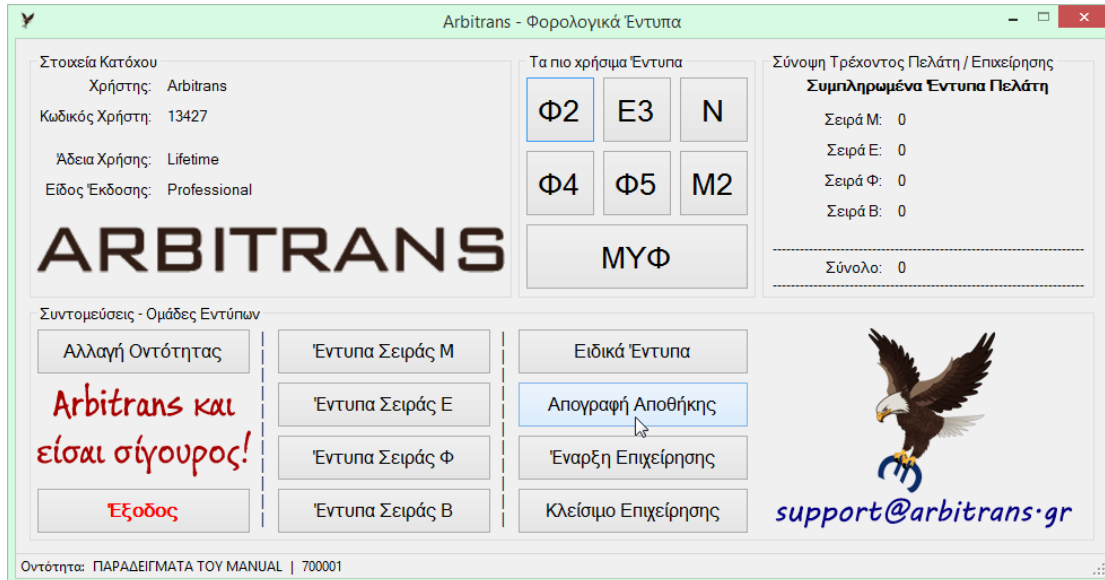 Arbitrans - Φορολογικά Έντυπα
Στοιχεία Κατόχου
Χρήστης: Arbitrans
Κωδικός Χρήστη: 13427
Άδεια Χρήσης: Lifetime
Είδος Έκδοσης: Professional
ARBITRANS
Τα πιο χρήσιμα Έντυπα
Φ2 Ε3 Ν
Φ4 Φ5 Μ2
ΜΥΦ
Σύνοψη Τρέχοντος Πελάτη / Επιχείρησης
Συμπληρωμένα Έντυπα Πελάτη
Σειρά Μ: 0
Σειρά Ε: 0
Σειρά Φ: 0
Σειρά Β: 0
Σύνολο: 0
Συντομεύσεις - Ομάδες Εντύπων
Αλλαγή Οντότητας
Arbitrans και
είσαι σίγουρος!
Έξοδος
Έντυπα Σειράς Μ
Έντυπα Σειράς Ε
Έντυπα Σειράς Φ
Έντυπα Σειράς Β
Ειδικά Έντυπα
Απογραφή Αποθήκης
Έναρξη Επιχείρησης
Κλείσιμο Επιχείρησης
support@arbitrans.gr
Οντότητα: ΠΑΡΑΔΕΙΓΜΑΤΑ ΤΟΥ MANUAL | 700001